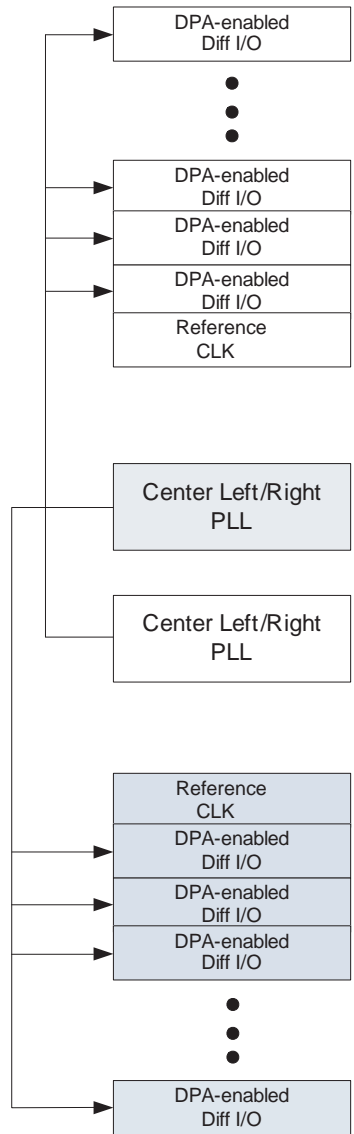 DPA-enabled
Diff I/O
DPA-enabled
Diff I/O
DPA-enabled
Diff I/O
DPA-enabled
Diff I/O
Reference
CLK
Center Left/Right
PLL
Center Left/Right
PLL
Reference
CLK
DPA-enabled
Diff I/O
DPA-enabled
Diff I/O
DPA-enabled
Diff I/O
DPA-enabled
Diff I/O